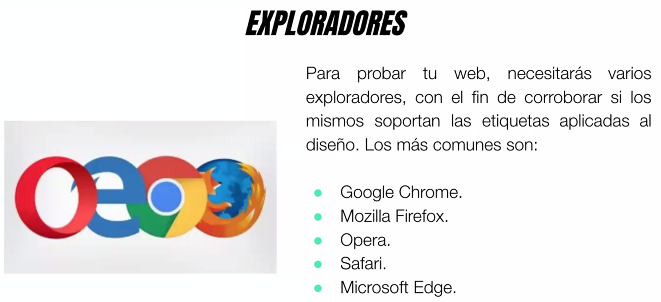 EXPLORADORES
Para probar tu web, necesitarás varios
exploradores, con el fin de corroborar si los
mismos soportan las etiquetas aplicadas al
diseño. Los más comunes son:
Google Chrome.
Mozilla Firefox.
Opera.
Safari.
Microsoft Edge.